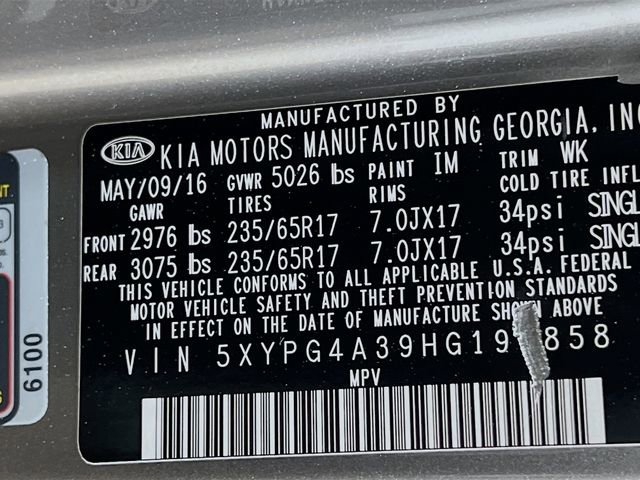 MANUFACTURED BY
KIA KIA MOTORS MANUFACTURING GEORGIA, INC
MAY/09/16 GVWR 5026 lbs PAINT IM TRIM WK
GAWR TIRES RIMS COLD TIRE INFL
FRONT 2976 lbs 235/65R17 7.0JX17 34psi SINGL
REAR 3075 lbs 235/65R17 7.0JX17 34psi SINGL
THIS VEHICLE CONFORMS TO ALL APPLICABLE U.S.A. FEDERAL
MOTOR VEHICLE SAFETY AND THEFT PREVENTION STANDARDS
IN EFFECT ON THE DATE OF MANUFACTURE SHOWN ABOVE
VIN
MPV
6100